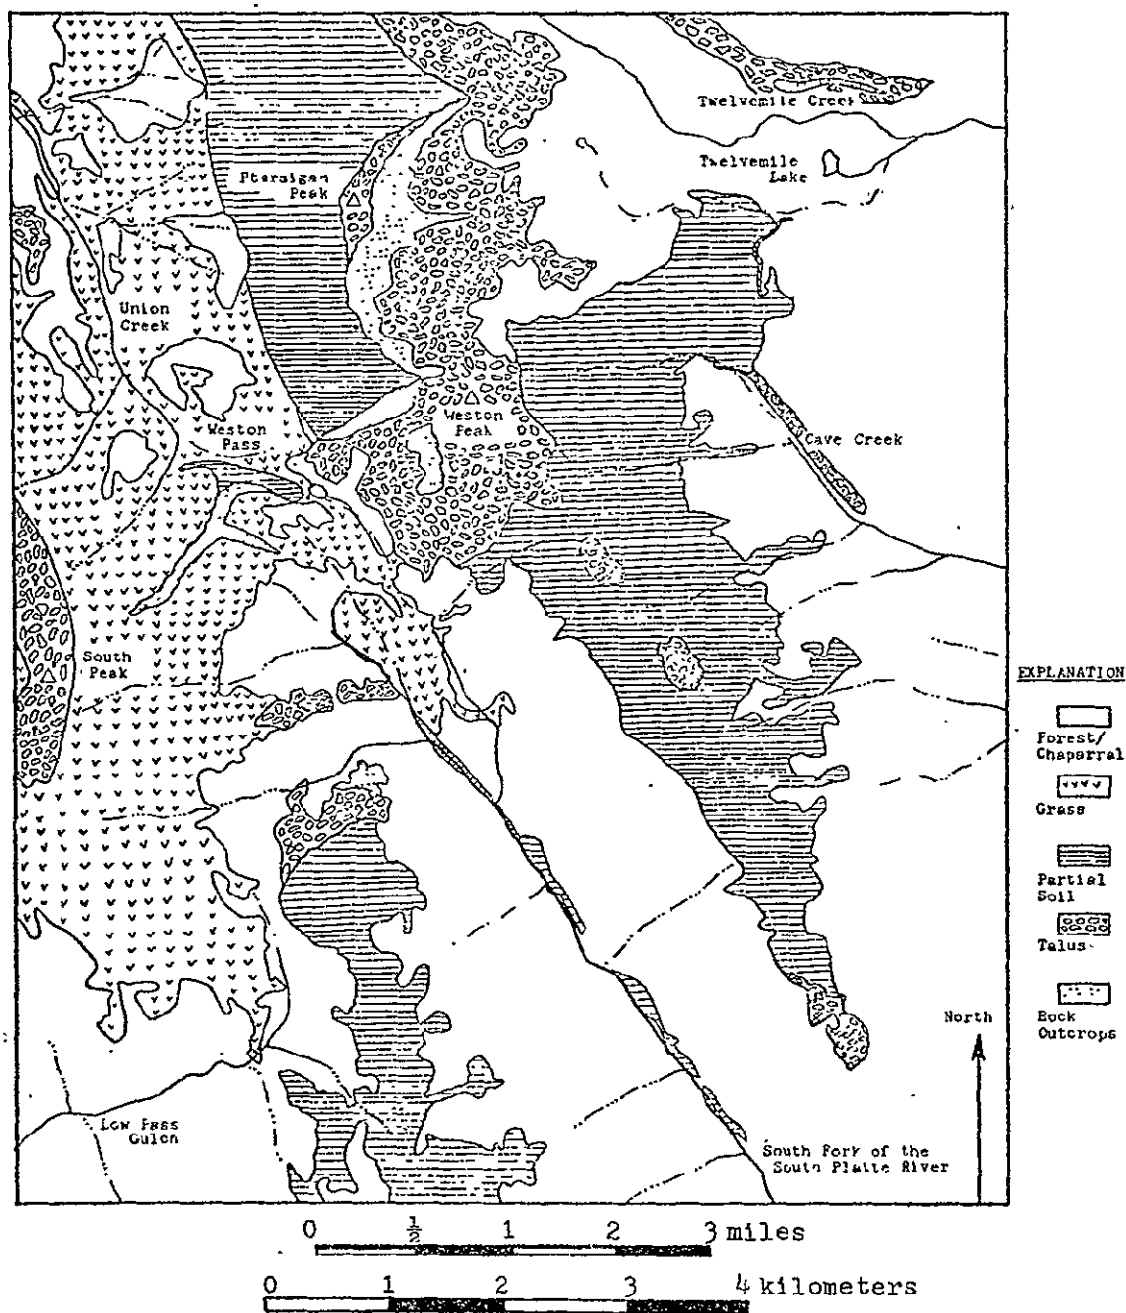 Twelvemile Creek
Twelvemile
Lake
Ptarmigan
Peak
Union
Creek
Weston
Pass
Weston
Peak
Cave Creek
South
Peak
Low Pass
Gulch
South Fork of the
South Platte River
North
EXPLANATION
Forest/
Chaparral
Grass
Partial
Soil
Talus
Rock
Outcrops
0 ½ 1 2 3 miles
0 1 2 3 4 kilometers